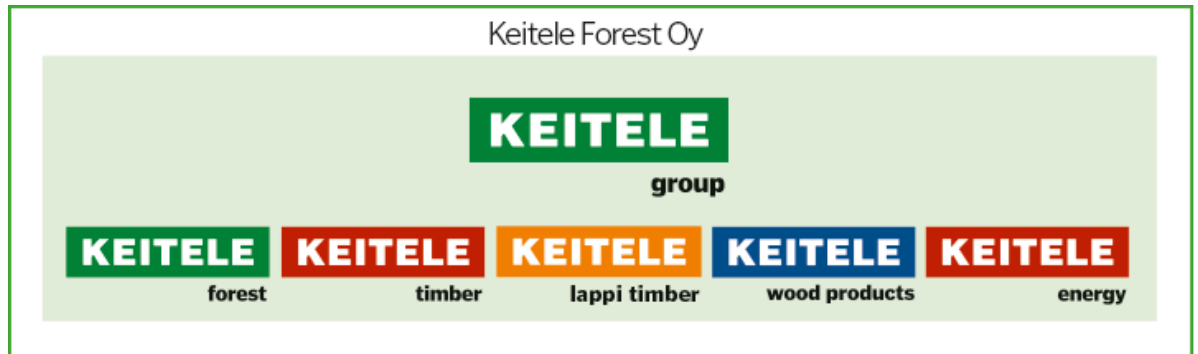 Keitele Forest Oy
KEITELE
group
KEITELE KEITELE KEITELE KEITELE KEITELE
forest timber lappi timber wood products energy